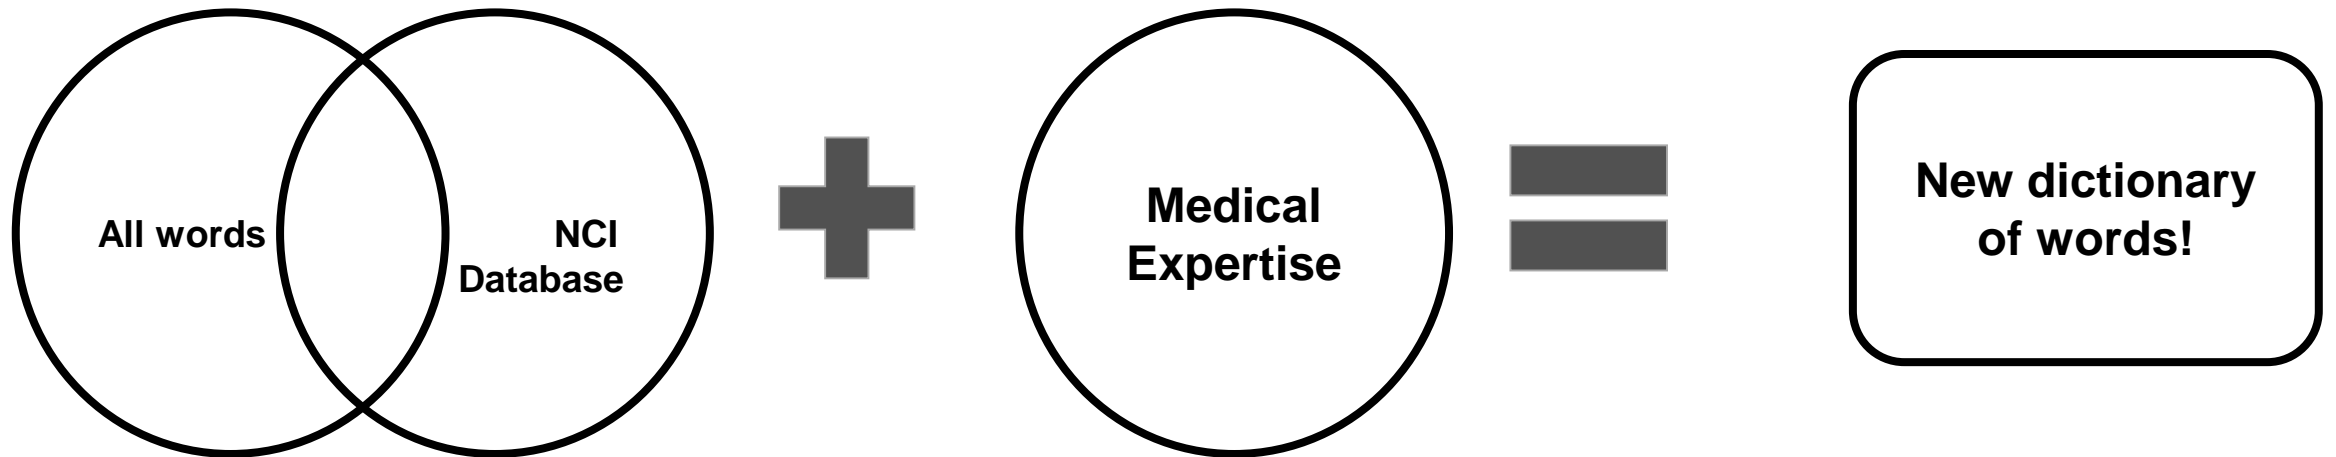 All words
NCI
Database
Medical
Expertise
New dictionary
of words!